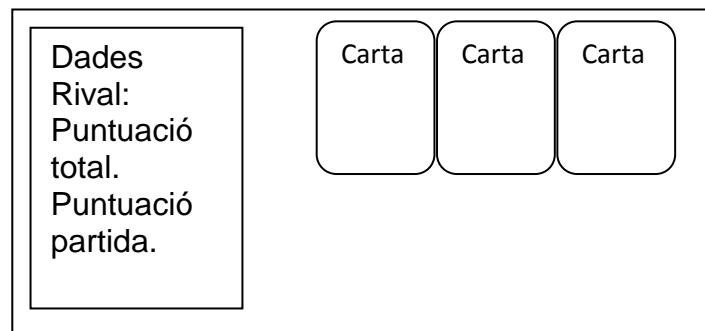 Dades
Rival:
Puntuació
total.
Puntuació
partida.
Carta
Carta
Carta